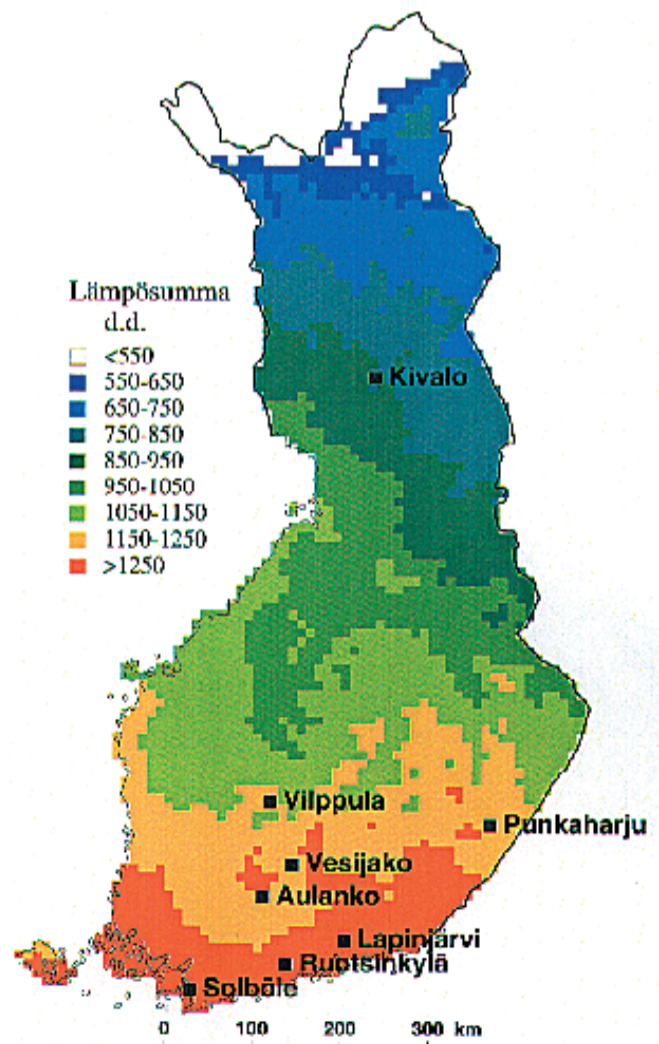 Lämpösumma
d.d.
<550
550-650
650-750
750-850
850-950
950-1050
1050-1150
1150-1250
>1250
Kivalo
Vilppula
Punkaharju
Vesijako
Aulanko
Lapinjärvi
Ruotsinkylä
Solböle
0 100 200 300 km